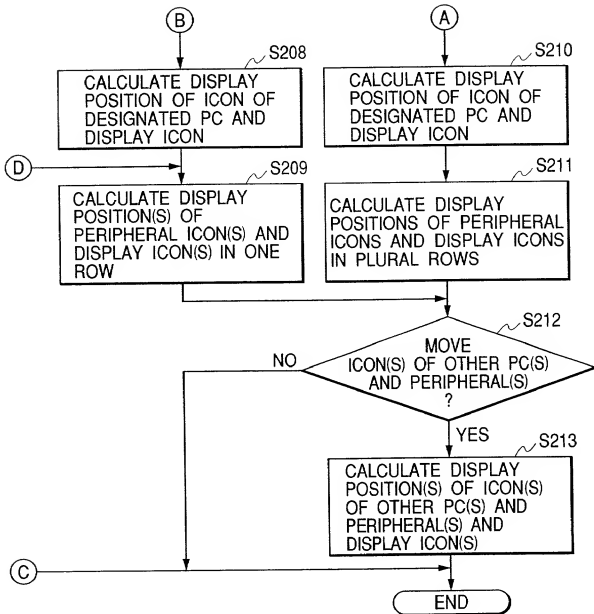 B
A
S208
CALCULATE DISPLAY
POSITION OF ICON OF
DESIGNATED PC AND
DISPLAY ICON
S210
CALCULATE DISPLAY
POSITION OF ICON OF
DESIGNATED PC AND
DISPLAY ICON
D
S209
CALCULATE DISPLAY
POSITION(S) OF
PERIPHERAL ICON(S) AND
DISPLAY ICON(S) IN ONE
ROW
S211
CALCULATE DISPLAY
POSITIONS OF PERIPHERAL
ICONS AND DISPLAY ICONS
IN PLURAL ROWS
S212
MOVE
ICON(S) OF OTHER PC(S)
AND PERIPHERAL(S)
?
NO
YES
S213
CALCULATE DISPLAY
POSITION(S) OF ICON(S)
OF OTHER PC(S) AND
PERIPHERAL(S) AND
DISPLAY ICON(S)
C
END